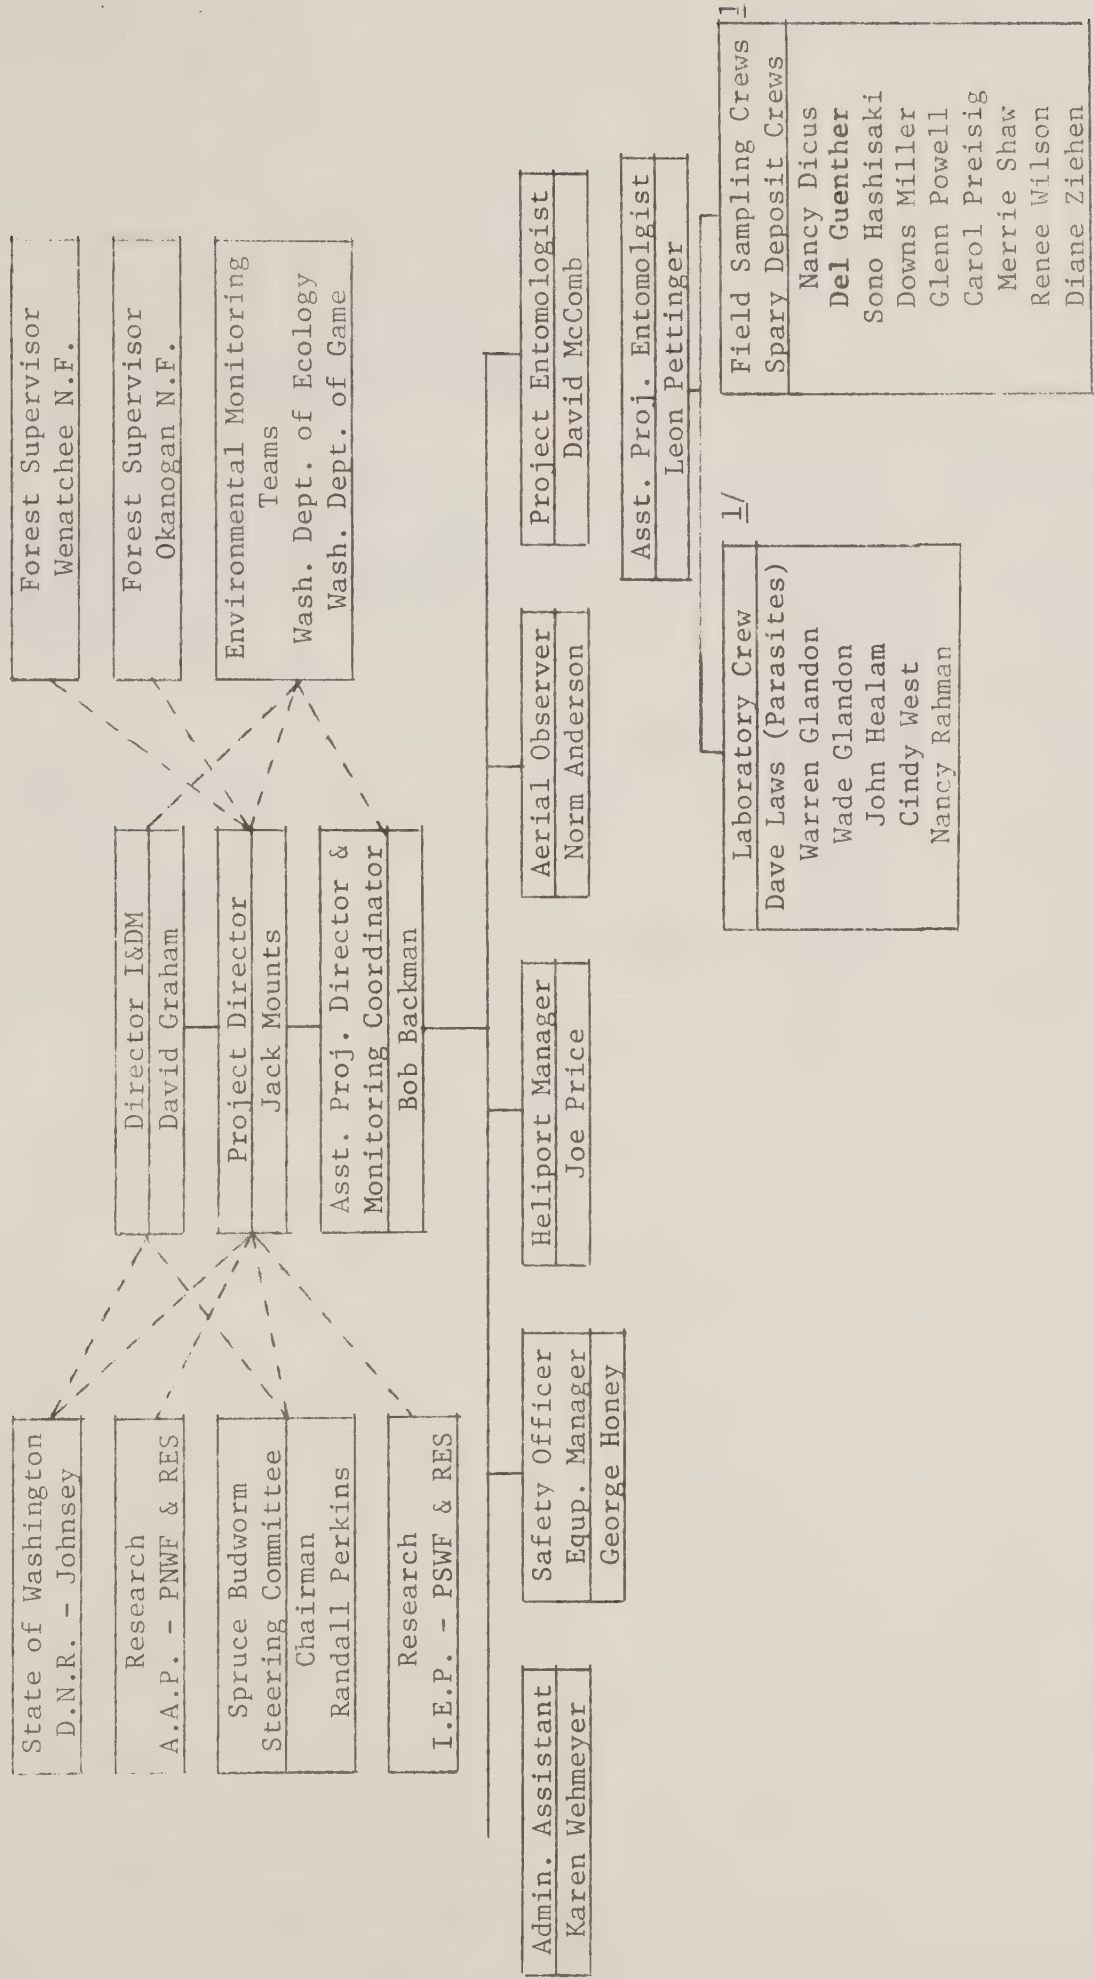 State of Washington
D.N.R. - Johnsey
Research
A.A.P. - PNWF & RES
Spruce Budworm
Steering Committee
Chairman
Randall Perkins
Research
I.E.P. - PSWF & RES
Director I&DM
David Graham
Project Director
Jack Mounts
Asst. Proj. Director &
Monitoring Coordinator
Bob Backman
Forest Supervisor
Wenatchee N.F.
Forest Supervisor
Okanogan N.F.
Environmental Monitoring
Teams
Wash. Dept. of Ecology
Wash. Dept. of Game
Admin. Assistant
Karen Wehmeyer
Safety Officer
Equp. Manager
George Honey
Heliport Manager
Joe Price
Aerial Observer
Norm Anderson
Project Entomologist
David McComb
Asst. Proj. Entomolgist
Leon Pettinger
1/
Laboratory Crew
Dave Laws (Parasites)
Warren Glandon
Wade Glandon
John Healam
Cindy West
Nancy Rahman
1
Field Sampling Crews
Spary Deposit Crews
Nancy Dicus
Del Guenther
Sono Hashisaki
Downs Miller
Glenn Powell
Carol Preisig
Merrie Shaw
Renee Wilson
Diane Ziehen